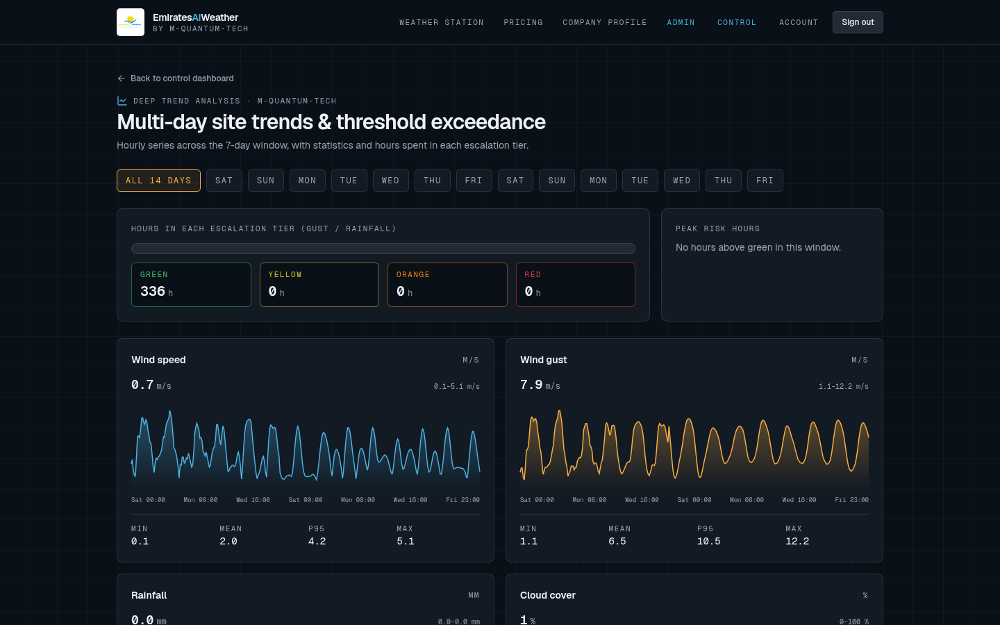 EmIratesAIWeather
BY M-QUANTUM-TECH
WEATHER STATION PRICING COMPANY PROFILE ADMIN CONTROL ACCOUNT Sign out
Back to control dashboard
DEEP TREND ANALYSIS · M-QUANTUM-TECH
Multi-day site trends & threshold exceedance
Hourly series across the 7-day window, with statistics and hours spent in each escalation tier.
ALL 14 DAYS SAT SUN MON TUE WED THU FRI SAT SUN MON TUE WED THU FRI
HOURS IN EACH ESCALATION TIER (GUST / RAINFALL)
GREEN YELLOW ORANGE RED
336 h 0 h 0 h 0 h
PEAK RISK HOURS
No hours above green in this window.
Wind speed M/S
0.7 m/s 0.1–5.1 m/s
Sat 00:00 Mon 08:00 Wed 16:00 Sat 00:00 Mon 08:00 Wed 16:00 Fri 23:00
MIN MEAN P95 MAX
0.1 2.0 4.2 5.1
Wind gust M/S
7.9 m/s 1.1–12.2 m/s
Sat 00:00 Mon 08:00 Wed 16:00 Sat 00:00 Mon 08:00 Wed 16:00 Fri 23:00
MIN MEAN P95 MAX
1.1 6.5 10.5 12.2
Rainfall MM
0.0 mm 0.0–0.0 mm
Cloud cover %
1 % 0–100 %